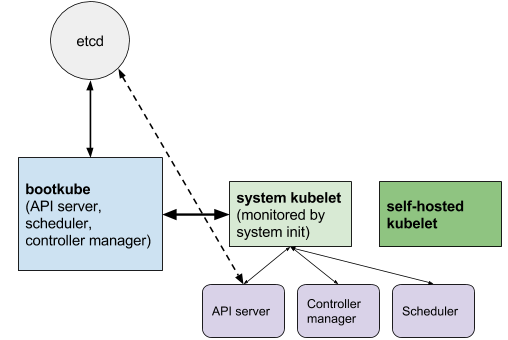 etcd
bootkube
(API server,
scheduler,
controller manager)
system kubelet
(monitored by
system init)
self-hosted
kubelet
API server
Controller
manager
Scheduler